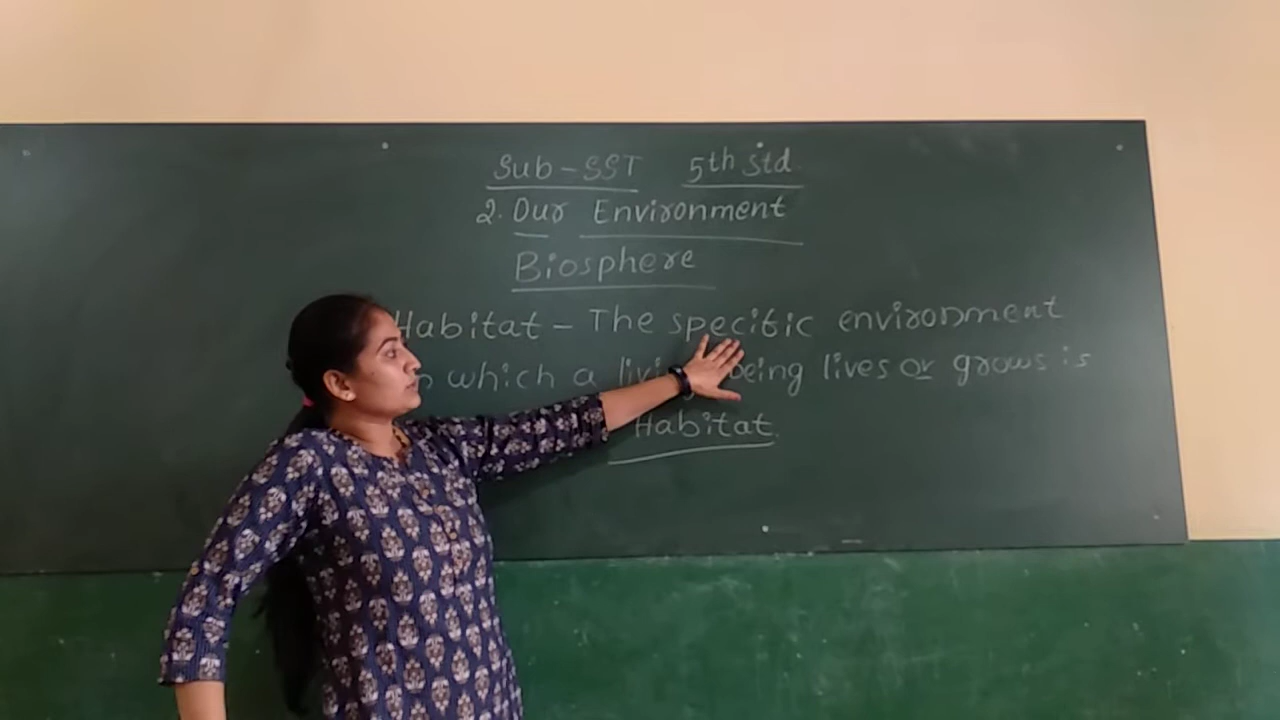 Sub-SST 5th std
2. Our Environment
Biosphere
Habitat - The specific environment
which a being lives or grows is
Habitat.